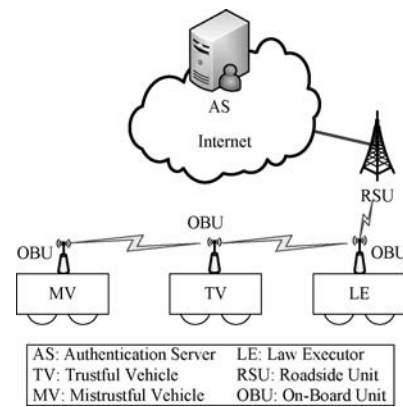 AS
Internet
RSU
OBU
OBU
OBU
MV
TV
LE
AS: Authentication Server LE: Law Executor
TV: Trustful Vehicle RSU: Roadside Unit
MV: Mistrustful Vehicle OBU: On-Board Unit